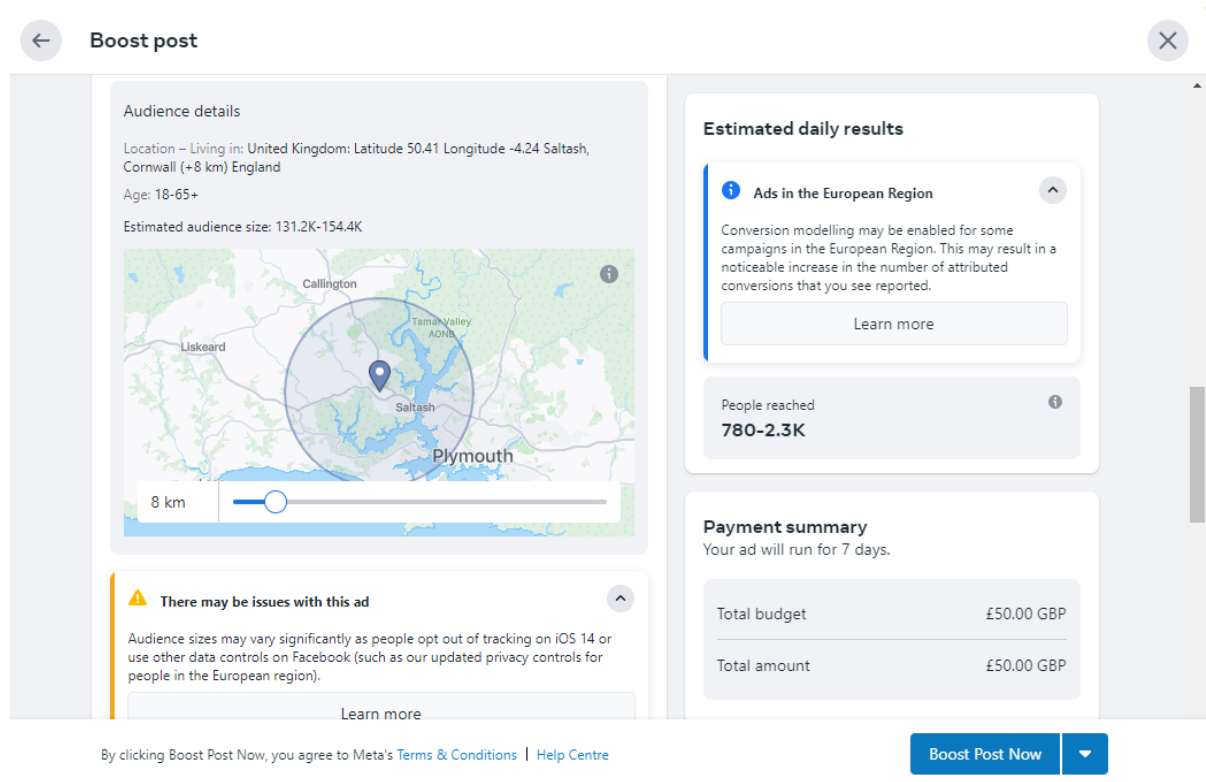 Boost post
Audience details
Location – Living in: United Kingdom: Latitude 50.41 Longitude -4.24 Saltash,
Cornwall (+8 km) England
Age: 18-65+
Estimated audience size: 131.2K-154.4K
Callington
Tamar Valley
AONB
Liskeard
Saltash
Plymouth
8 km
There may be issues with this ad
Audience sizes may vary significantly as people opt out of tracking on iOS 14 or
use other data controls on Facebook (such as our updated privacy controls for
people in the European region).
Learn more
Estimated daily results
Ads in the European Region
Conversion modelling may be enabled for some
campaigns in the European Region. This may result in a
noticeable increase in the number of attributed
conversions that you see reported.
Learn more
People reached
780-2.3K
Payment summary
Your ad will run for 7 days.
Total budget £50.00 GBP
Total amount £50.00 GBP
By clicking Boost Post Now, you agree to Meta's Terms & Conditions | Help Centre
Boost Post Now